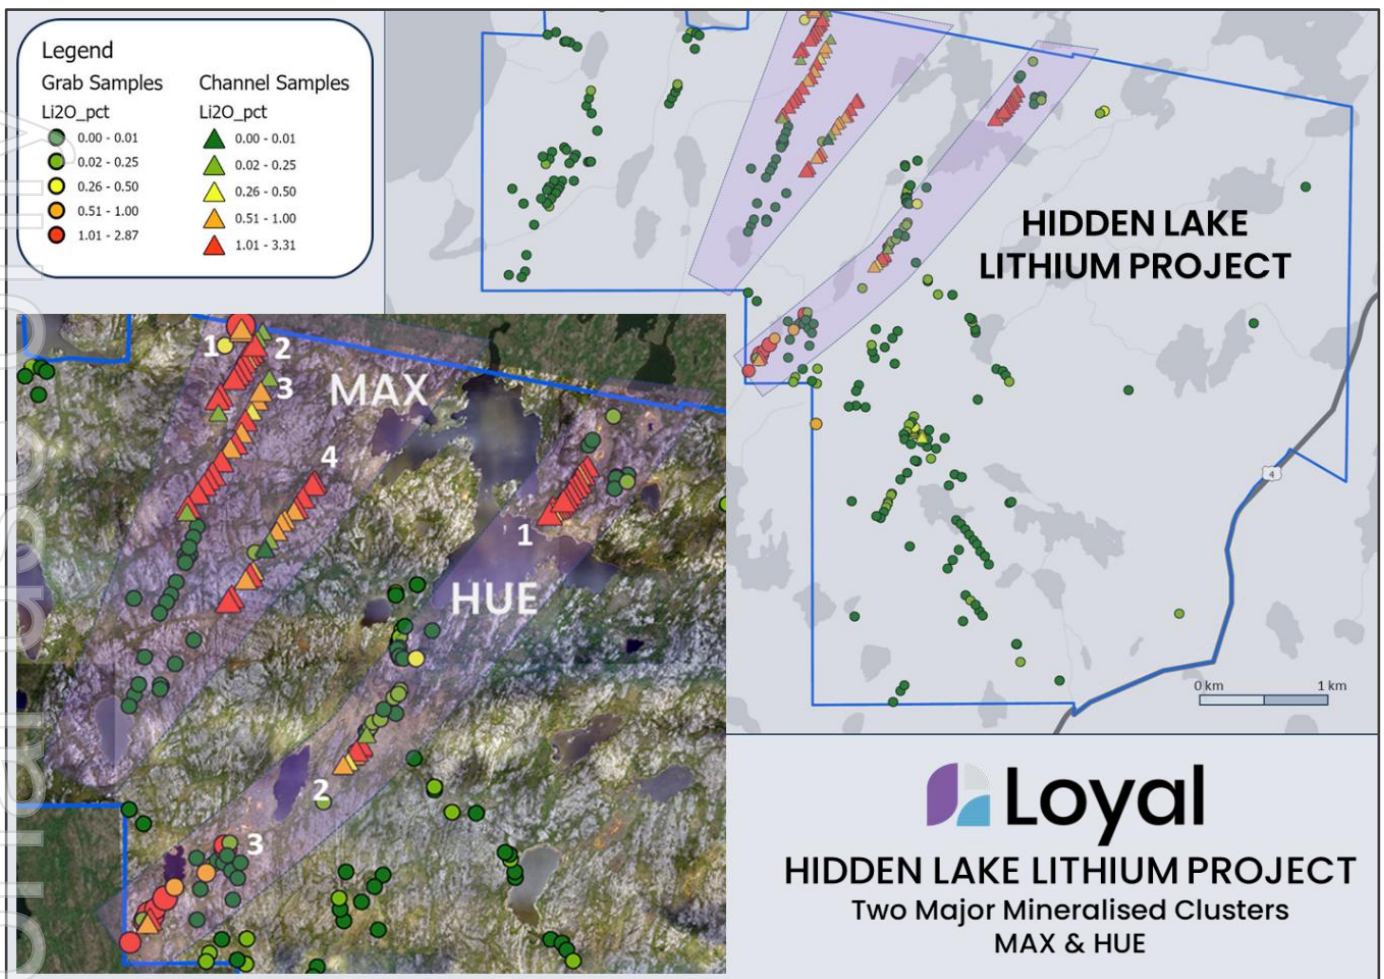 Legend
Grab Samples
Li2O_pct
0.00 - 0.01
0.02 - 0.25
0.26 - 0.50
0.51 - 1.00
1.01 - 2.87
Channel Samples
Li2O_pct
0.00 - 0.01
0.02 - 0.25
0.26 - 0.50
0.51 - 1.00
1.01 - 3.31
HIDDEN LAKE
LITHIUM PROJECT
4
0 km 1 km
1
2
3
MAX
4
1
HUE
2
3
Loyal
HIDDEN LAKE LITHIUM PROJECT
Two Major Mineralised Clusters
MAX & HUE